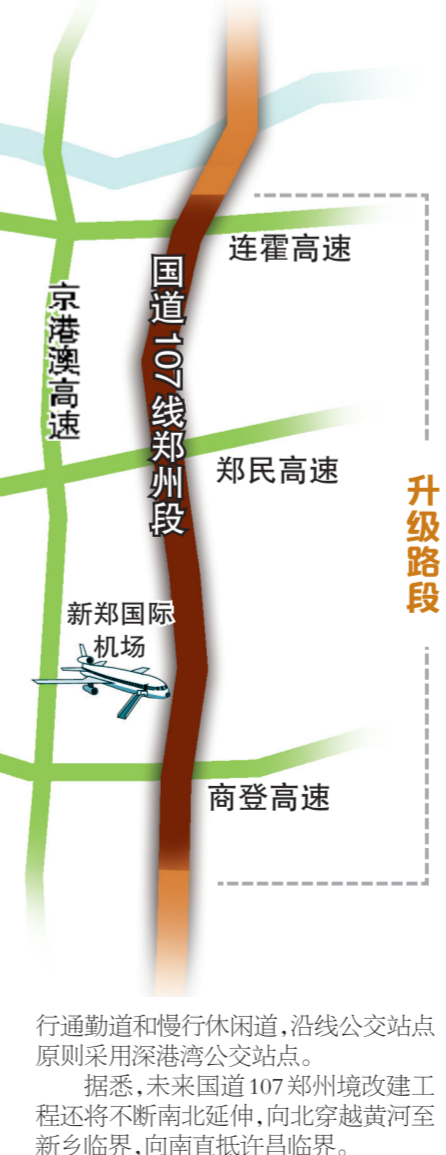 连霍高速
国道107线郑州段
京港澳高速
郑民高速
升级路段
新郑国际
机场
商登高速
行通勤道和慢行休闲道,沿线公交站点
原则采用深港湾公交站点。
据悉,未来国道107郑州境改建工
程还将不断南北延伸,向北穿越黄河至
新乡临界,向南直抵许昌临界。